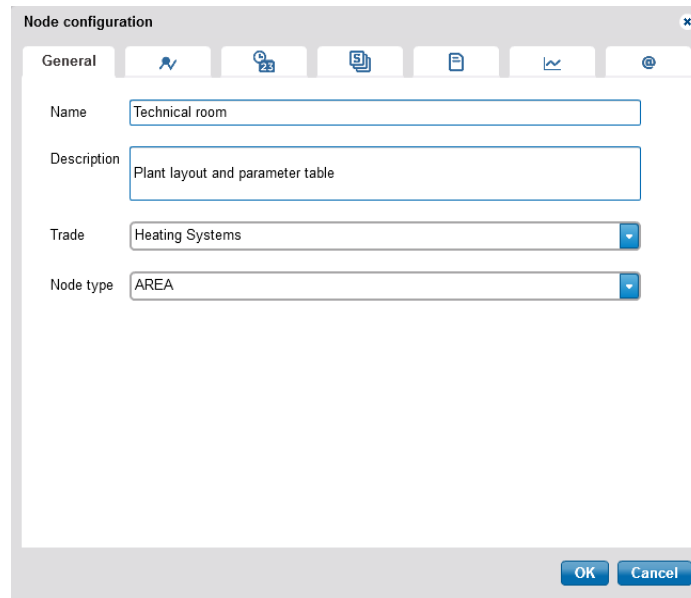 Node configuration
General
23
S
@
Name
Technical room
Description
Plant layout and parameter table
Trade
Heating Systems
Node type
AREA
OK
Cancel